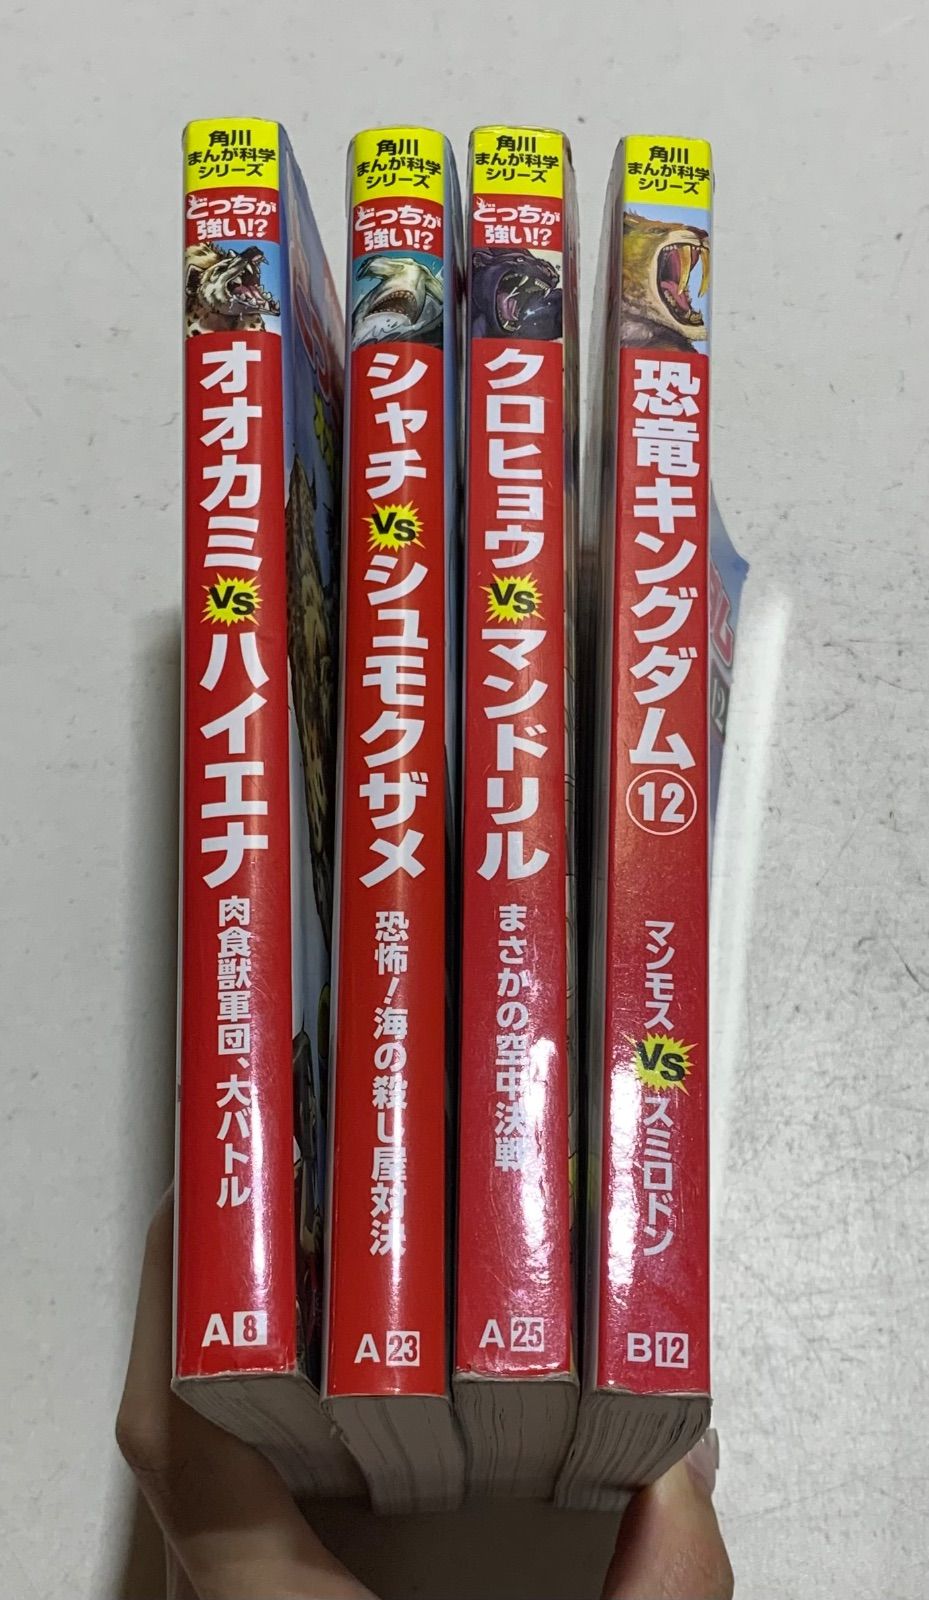 角川
まんが科学
シリーズ
どっちが
強い!?
オオカミ
VS
ハイエナ
肉食獣軍団、大バトル
A8
角川
まんが科学
シリーズ
どっちが
強い!?
シャチ
VS
シュモクザメ
恐怖!海の殺し屋対決
A23
角川
まんが科学
シリーズ
どっちが
強い!?
クロヒョウ
VS
マンドリル
まさかの空中決戦
A25
角川
まんが科学
シリーズ
恐竜キングダム⑫
マンモス
VS
スミロドン
B12
12